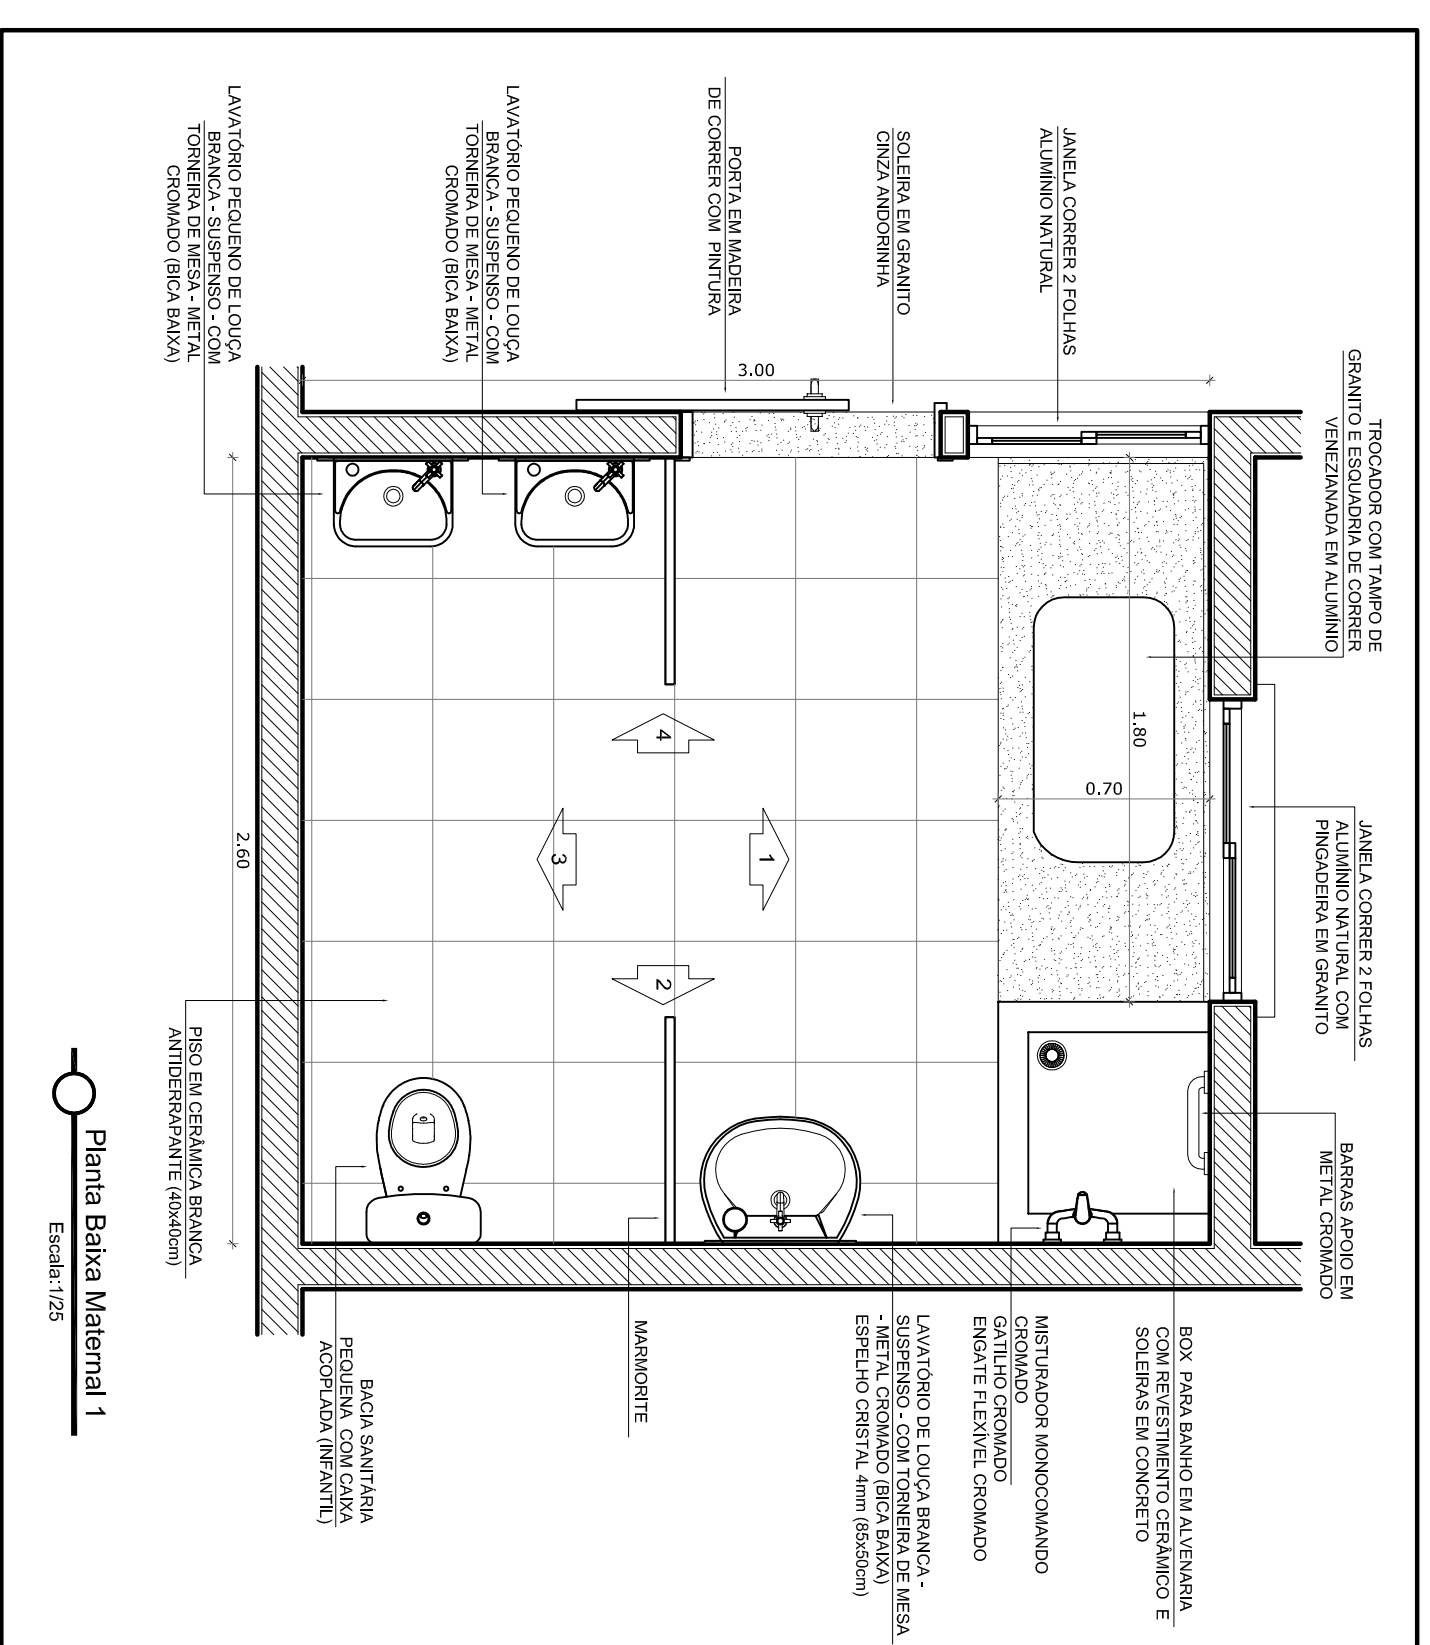 TROCADOR COM TAMPO DE
GRANITO E ESQUADRIA DE CORRER
VENEZIANADA EM ALUMÍNIO
JANELA CORRER 2 FOLHAS
ALUMÍNIO NATURAL COM
PINGADEIRA EM GRANITO
BARRAS APOIO EM
METAL CROMADO
BOX PARA BANHO EM ALVENARIA
COM REVESTIMENTO CERÂMICO E
SOLEIRAS EM CONCRETO
JANELA CORRER 2 FOLHAS
ALUMÍNIO NATURAL
1.80
0.70
MISTURADOR MONOCOMANDO
CROMADO
GATILHO CROMADO
ENGATE FLEXÍVEL CROMADO
SOLEIRA EM GRANITO
CINZA ANDORINHA
LAVATÓRIO DE LOUÇA BRANCA -
SUSPENSO - COM TORNEIRA DE MESA
- METAL CROMADO (BICA BAIXA)
ESPELHO CRISTAL 4mm (85x50cm)
PORTA EM MADEIRA
DE CORRER COM PINTURA
3.00
1
4
2
3
MARMORITE
LAVATÓRIO PEQUENO DE LOUÇA
BRANCA - SUSPENSO - COM
TORNEIRA DE MESA - METAL
CROMADO (BICA BAIXA)
BACIA SANITÁRIA
PEQUENA COM CAIXA
ACOPLADA (INFANTIL)
LAVATÓRIO PEQUENO DE LOUÇA
BRANCA - SUSPENSO - COM
TORNEIRA DE MESA - METAL
CROMADO (BICA BAIXA)
2.60
PISO EM CERÂMICA BRANCA
ANTIDERRAPANTE (40x40cm)
Planta Baixa Maternal 1
Escala:1/25